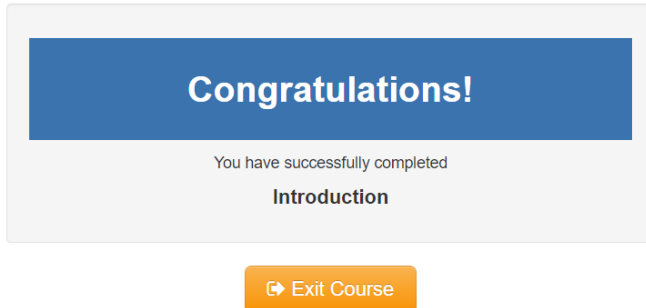 Congratulations!
You have successfully completed
Introduction
Exit Course